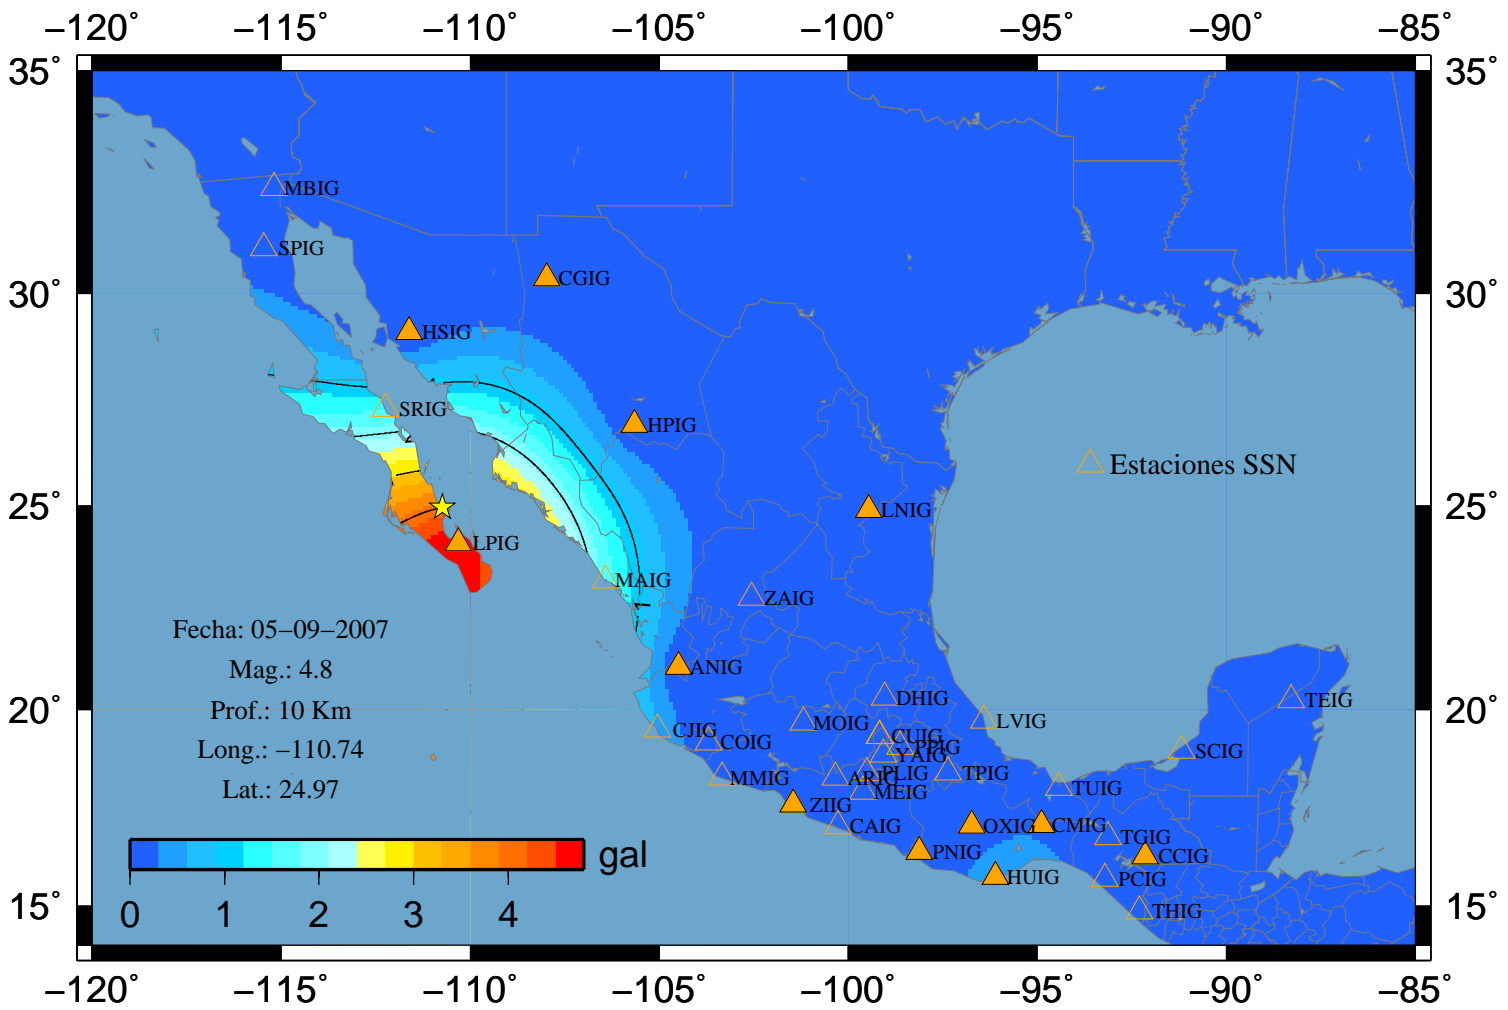 −120˚ −115˚ −110˚ −105˚ −100˚ −95˚ −90˚ −85˚
35˚ 35˚
MBIG
SPIG
CGIG
30˚ 30˚
HSIG
SRIG
HPIG
Estaciones SSN
25˚ LNIG 25˚
LPIG
MAIG
ZAIG
Fecha: 05−09−2007
Mag.: 4.8
ANIG
DHIG
TEIG
20˚ Prof.: 10 Km 20˚
MOIG
LVIG
CJIG
CUIG
COIG
PPIG
Long.: −110.74
SCIG
YAIG
PLIG
TPIG
MMIG
ARIG
Lat.: 24.97
TUIG
MEIG
ZIIG
CAIG
OXIG
CMIG
TGIG
gal
PNIG
CCIG
HUIG
PCIG
15˚ 15˚
THIG
0 1 2 3 4
−120˚ −115˚ −110˚ −105˚ −100˚ −95˚ −90˚ −85˚